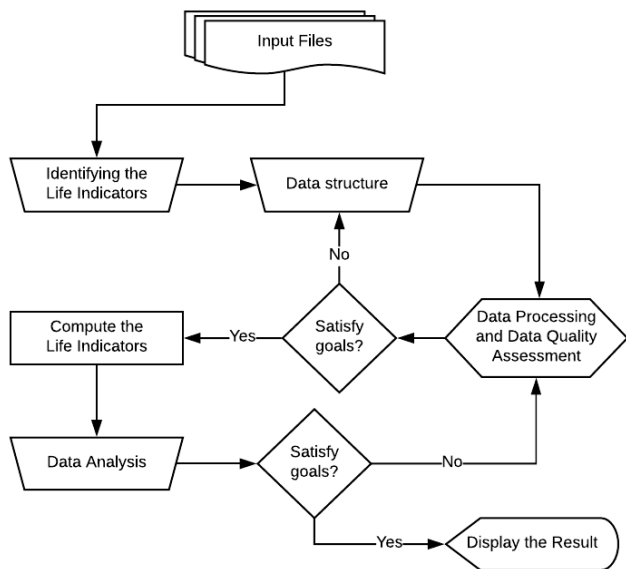 Input Files
Identifying the
Life Indicators
Data structure
No
Compute the
Life Indicators
Yes
Satisfy
goals?
Data Processing
and Data Quality
Assessment
Data Analysis
Satisfy
goals?
No
Yes
Display the Result